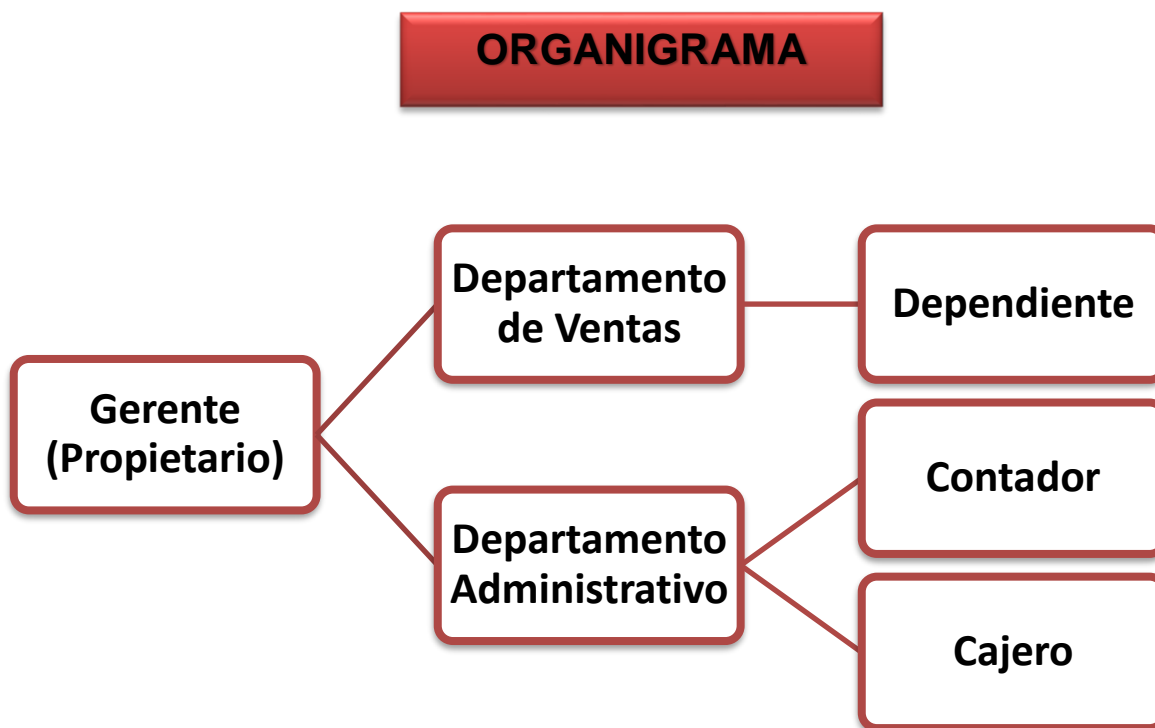 ORGANIGRAMA
Gerente
(Propietario)
Departamento
de Ventas
Dependiente
Departamento
Administrativo
Contador
Cajero